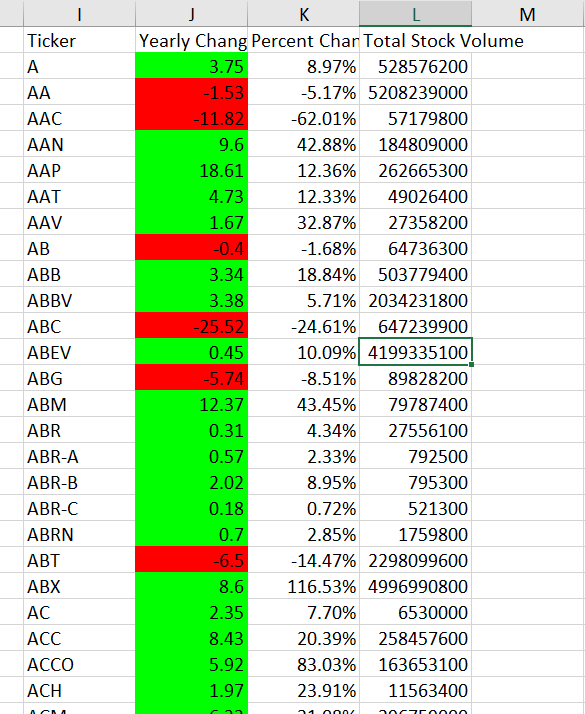 I J K L M
Ticker Yearly Chang Percent Chan Total Stock Volume
A 3.75 8.97% 528576200
AA -1.53 -5.17% 5208239000
AAC -11.82 -62.01% 57179800
AAN 9.6 42.88% 184809000
AAP 18.61 12.36% 262665300
AAT 4.73 12.33% 49026400
AAV 1.67 32.87% 27358200
AB -0.4 -1.68% 64736300
ABB 3.34 18.84% 503779400
ABBV 3.38 5.71% 2034231800
ABC -25.52 -24.61% 647239900
ABEV 0.45 10.09% 4199335100
ABG -5.74 -8.51% 89828200
ABM 12.37 43.45% 79787400
ABR 0.31 4.34% 27556100
ABR-A 0.57 2.33% 792500
ABR-B 2.02 8.95% 795300
ABR-C 0.18 0.72% 521300
ABRN 0.7 2.85% 1759800
ABT -6.5 -14.47% 2298099600
ABX 8.6 116.53% 4996990800
AC 2.35 7.70% 6530000
ACC 8.43 20.39% 258457600
ACCO 5.92 83.03% 163653100
ACH 1.97 23.91% 11563400